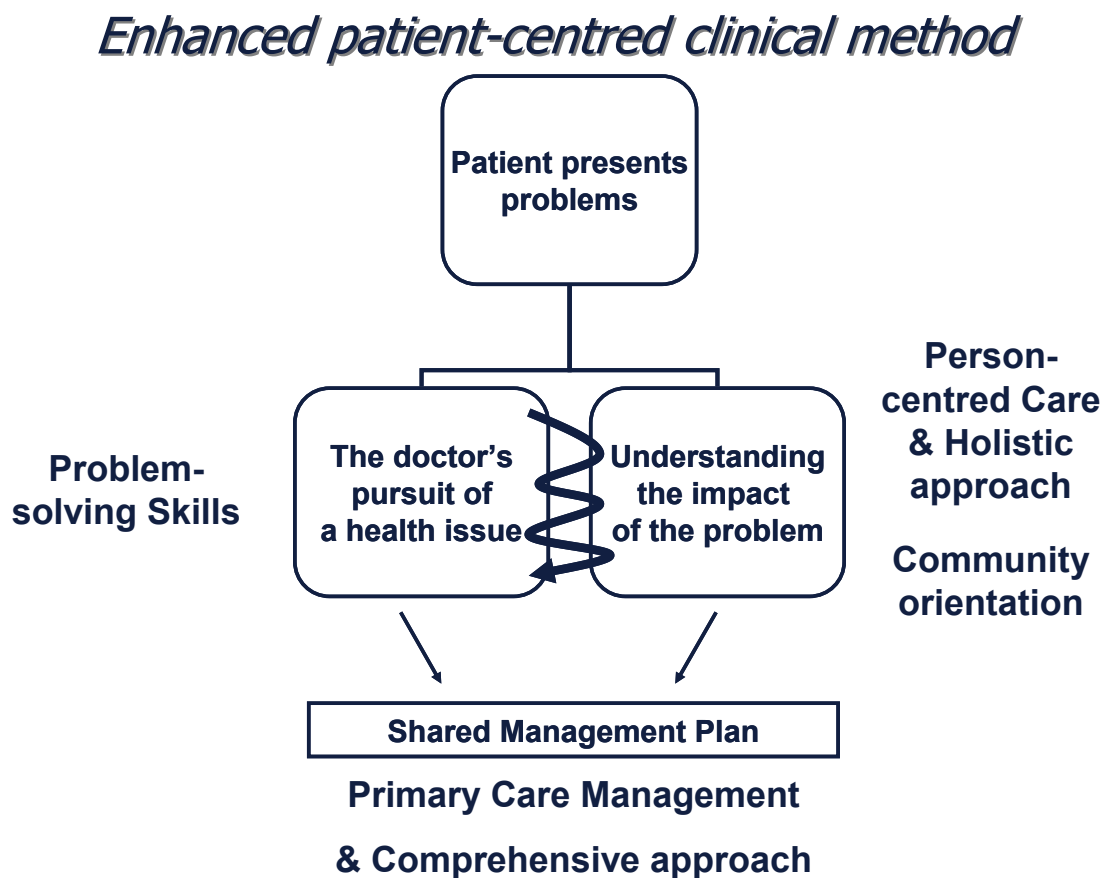 Enhanced patient-centred clinical method
Patient presents
problems
Problem-
solving Skills
The doctor’s
pursuit of
a health issue
Understanding
the impact
of the problem
Person-
centred Care
& Holistic
approach
Community
orientation
Shared Management Plan
Primary Care Management
& Comprehensive approach